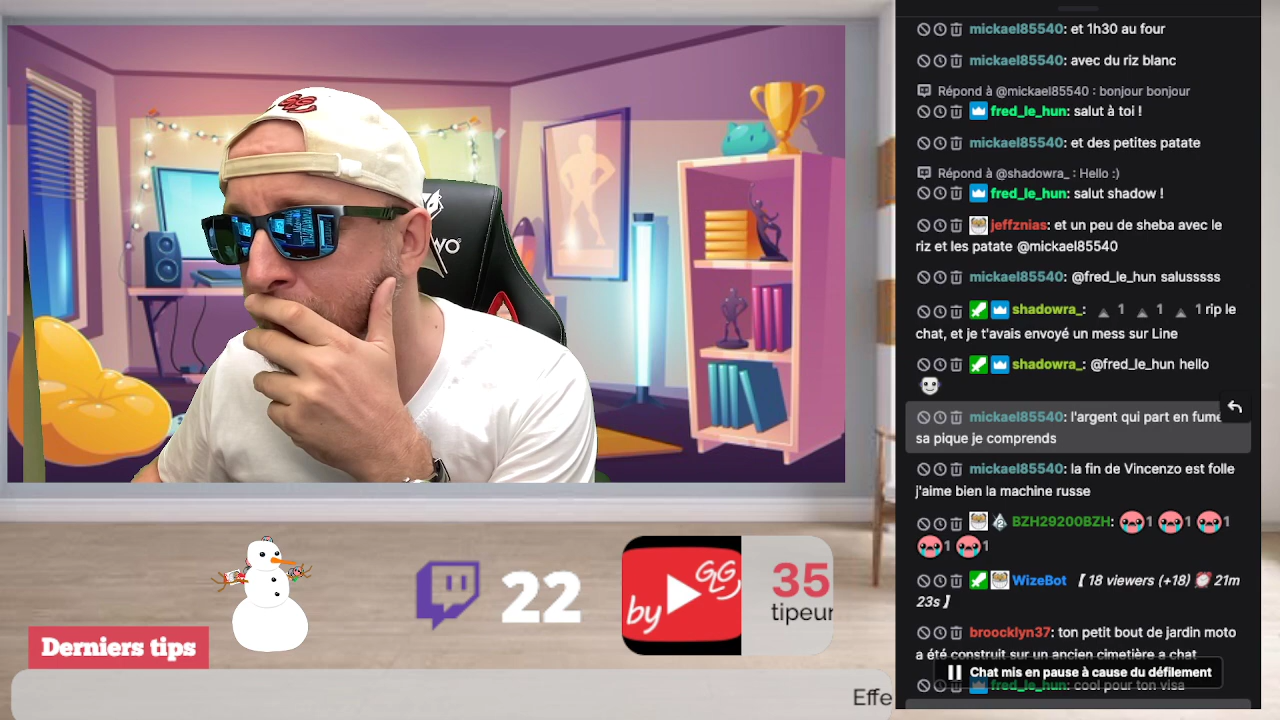 mickael85540: et 1h30 au four
mickael85540: avec du riz blanc
Répond à @mickael85540 : bonjour bonjour
fred_le_hun: salut à toi !
mickael85540: et des petites patate
Répond à @shadowra_ : Hello :)
fred_le_hun: salut shadow !
jeffznias: et un peu de sheba avec le
riz et les patate @mickael85540
mickael85540: @fred_le_hun salusssss
shadowra_: 1 1 1 rip le
chat, et je t'avais envoyé un mess sur Line
shadowra_: @fred_le_hun hello
mickael85540: l'argent qui part en fumé
sa pique je comprends
mickael85540: la fin de Vincenzo est folle
j'aime bien la machine russe
BZH29200BZH: 1 1 1
1 1
WizeBot 【 18 viewers (+18) ⏰ 21m
23s 】
broocklyn37: ton petit bout de jardin moto
a été construit sur un ancien cimetière a chat
Chat mis en pause à cause du défilement
fred_le_hun: cool pour ton visa
22
by GG
35
tipeur
Derniers tips
Effe